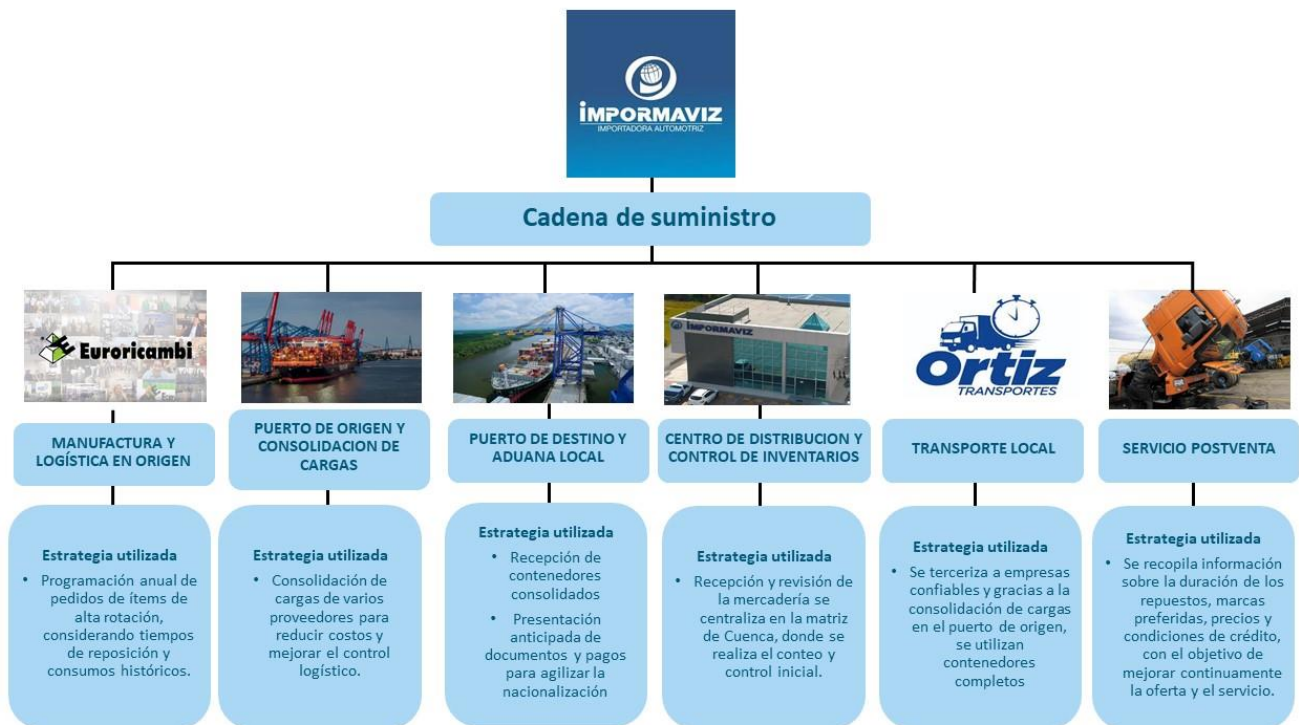 IMPORMAVIZ
IMPORTADORA AUTOMOTRIZ
Cadena de suministro
Euroricambi
IMPORMAVIZ
Ortiz
TRANSPORTES
MANUFACTURA Y
LOGÍSTICA EN ORIGEN
PUERTO DE ORIGEN Y
CONSOLIDACION DE
CARGAS
PUERTO DE DESTINO Y
ADUANA LOCAL
CENTRO DE DISTRIBUCION Y
CONTROL DE INVENTARIOS
TRANSPORTE LOCAL
SERVICIO POSTVENTA
Estrategia utilizada
• Programación anual de
pedidos de ítems de
alta rotación,
considerando tiempos
de reposición y
consumos históricos.
Estrategia utilizada
• Consolidación de
cargas de varios
proveedores para
reducir costos y
mejorar el control
logístico.
Estrategia utilizada
• Recepción de
contenedores
consolidados
• Presentación
anticipada de
documentos y pagos
para agilizar la
nacionalización
Estrategia utilizada
• Recepción y revisión de
la mercadería se
centraliza en la matriz
de Cuenca, donde se
realiza el conteo y
control inicial.
Estrategia utilizada
• Se terceriza a empresas
confiables y gracias a la
consolidación de cargas
en el puerto de origen,
se utilizan
contenedores
completos
Estrategia utilizada
• Se recopila información
sobre la duración de los
repuestos, marcas
preferidas, precios y
condiciones de crédito,
con el objetivo de
mejorar continuamente
la oferta y el servicio.